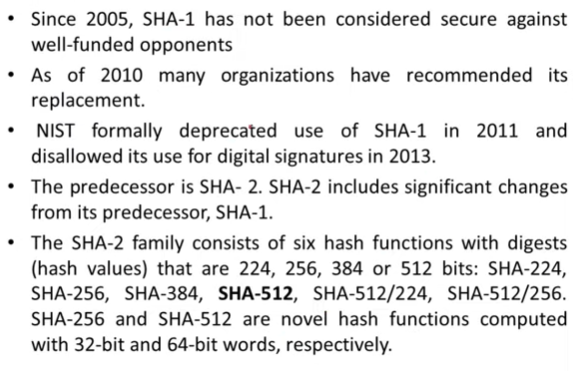 • Since 2005, SHA-1 has not been considered secure against
well-funded opponents
• As of 2010 many organizations have recommended its
replacement.
• NIST formally deprecated use of SHA-1 in 2011 and
disallowed its use for digital signatures in 2013.
• The predecessor is SHA- 2. SHA-2 includes significant changes
from its predecessor, SHA-1.
• The SHA-2 family consists of six hash functions with digests
(hash values) that are 224, 256, 384 or 512 bits: SHA-224,
SHA-256, SHA-384, SHA-512, SHA-512/224, SHA-512/256.
SHA-256 and SHA-512 are novel hash functions computed
with 32-bit and 64-bit words, respectively.